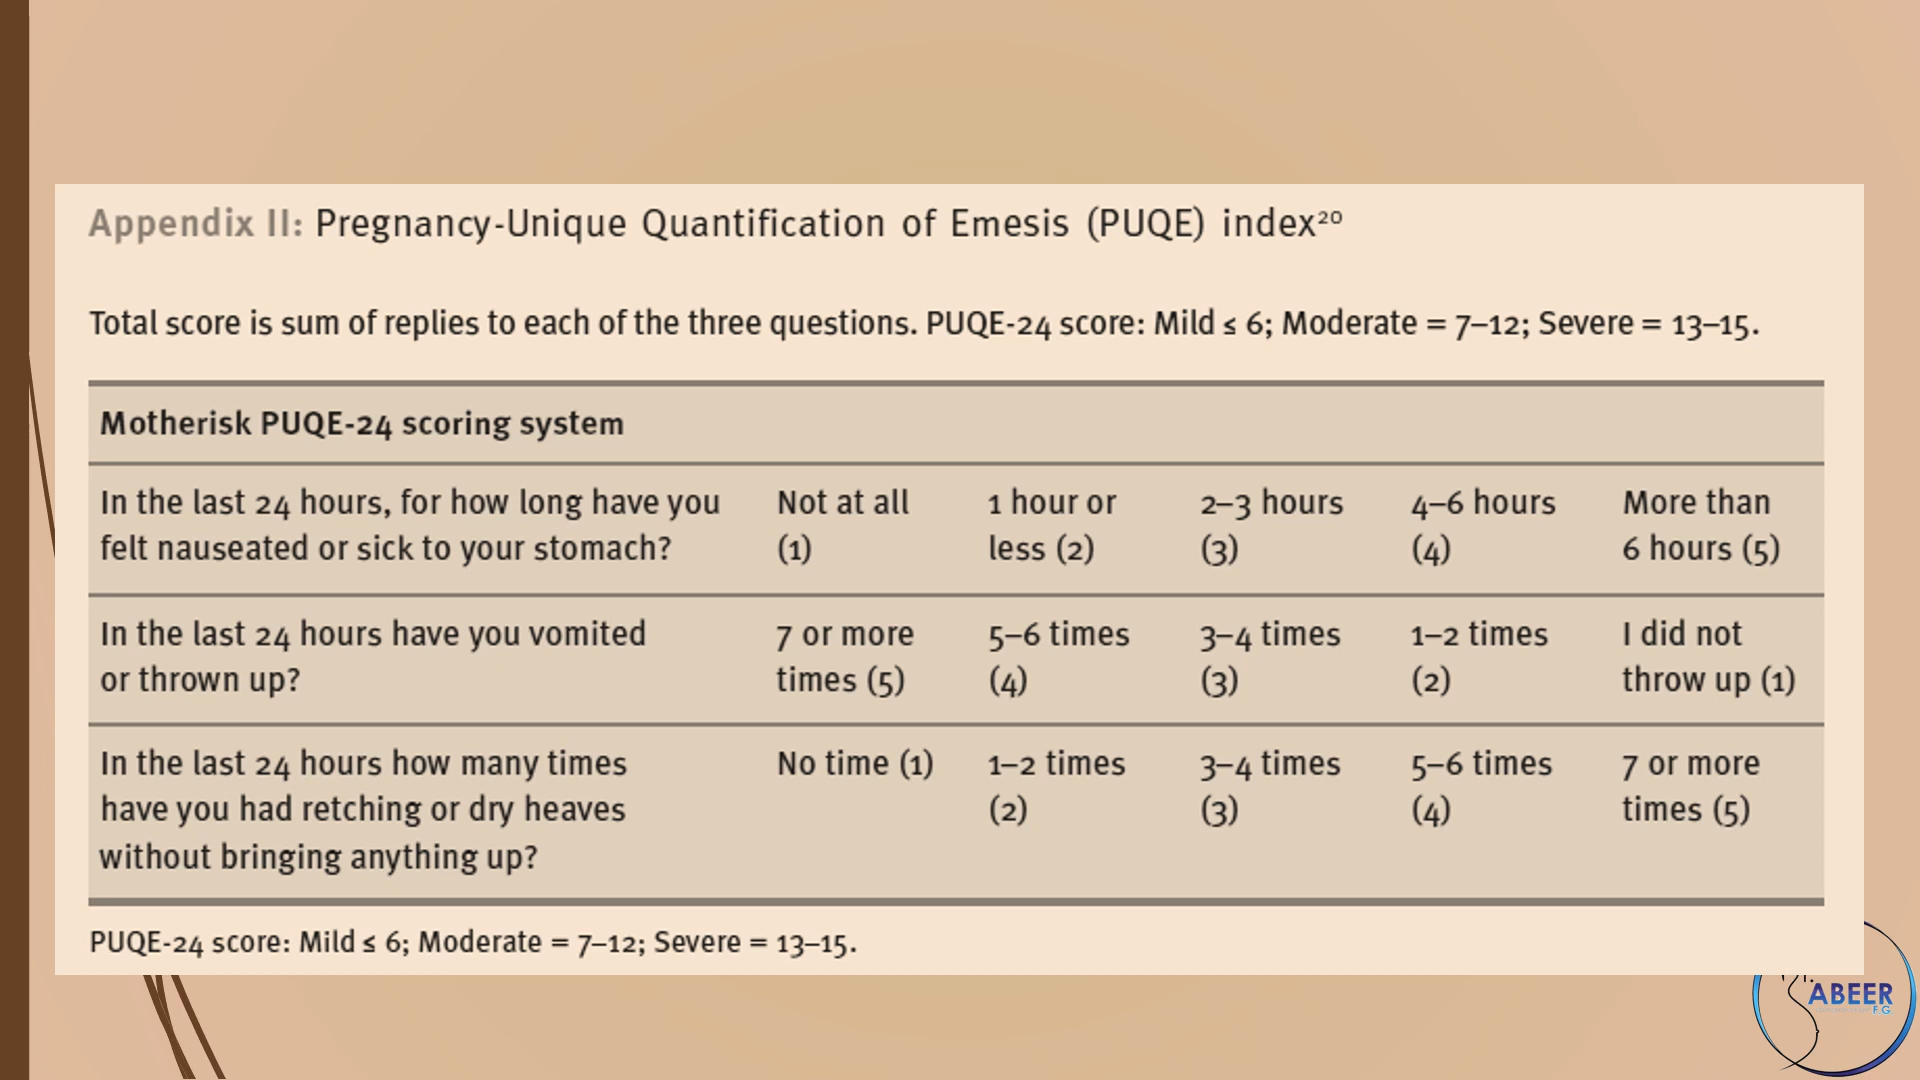 Appendix II: Pregnancy-Unique Quantification of Emesis (PUQE) index²⁰
Total score is sum of replies to each of the three questions. PUQE-24 score: Mild ≤ 6; Moderate = 7–12; Severe = 13–15.
Motherisk PUQE-24 scoring system
In the last 24 hours, for how long have you Not at all 1 hour or 2–3 hours 4–6 hours More than
felt nauseated or sick to your stomach? (1) less (2) (3) (4) 6 hours (5)
In the last 24 hours have you vomited 7 or more 5–6 times 3–4 times 1–2 times I did not
or thrown up? times (5) (4) (3) (2) throw up (1)
In the last 24 hours how many times No time (1) 1–2 times 3–4 times 5–6 times 7 or more
have you had retching or dry heaves (2) (3) (4) times (5)
without bringing anything up?
PUQE-24 score: Mild ≤ 6; Moderate = 7–12; Severe = 13–15.
ABEER
F.G